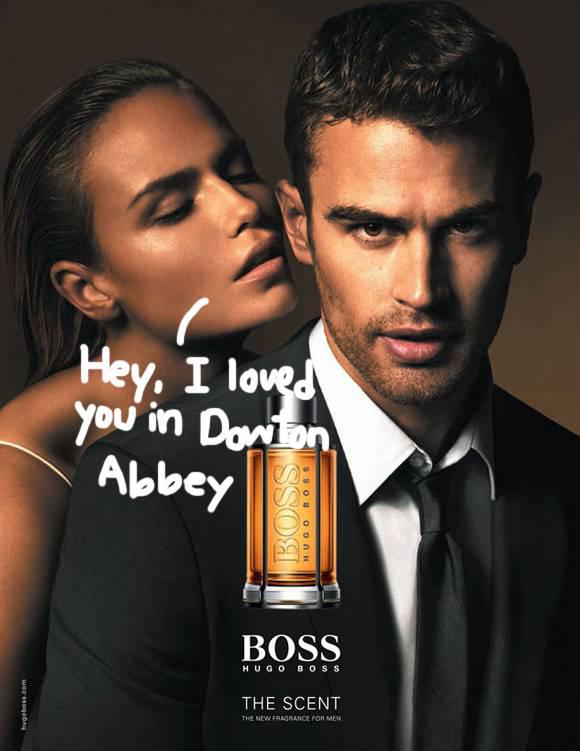 Hey, I loved
you in Dowton
Abbey
BOSS
HUGO BOSS
BOSS
HUGO BOSS
THE SCENT
THE NEW FRAGRANCE FOR MEN
hugoboss.com